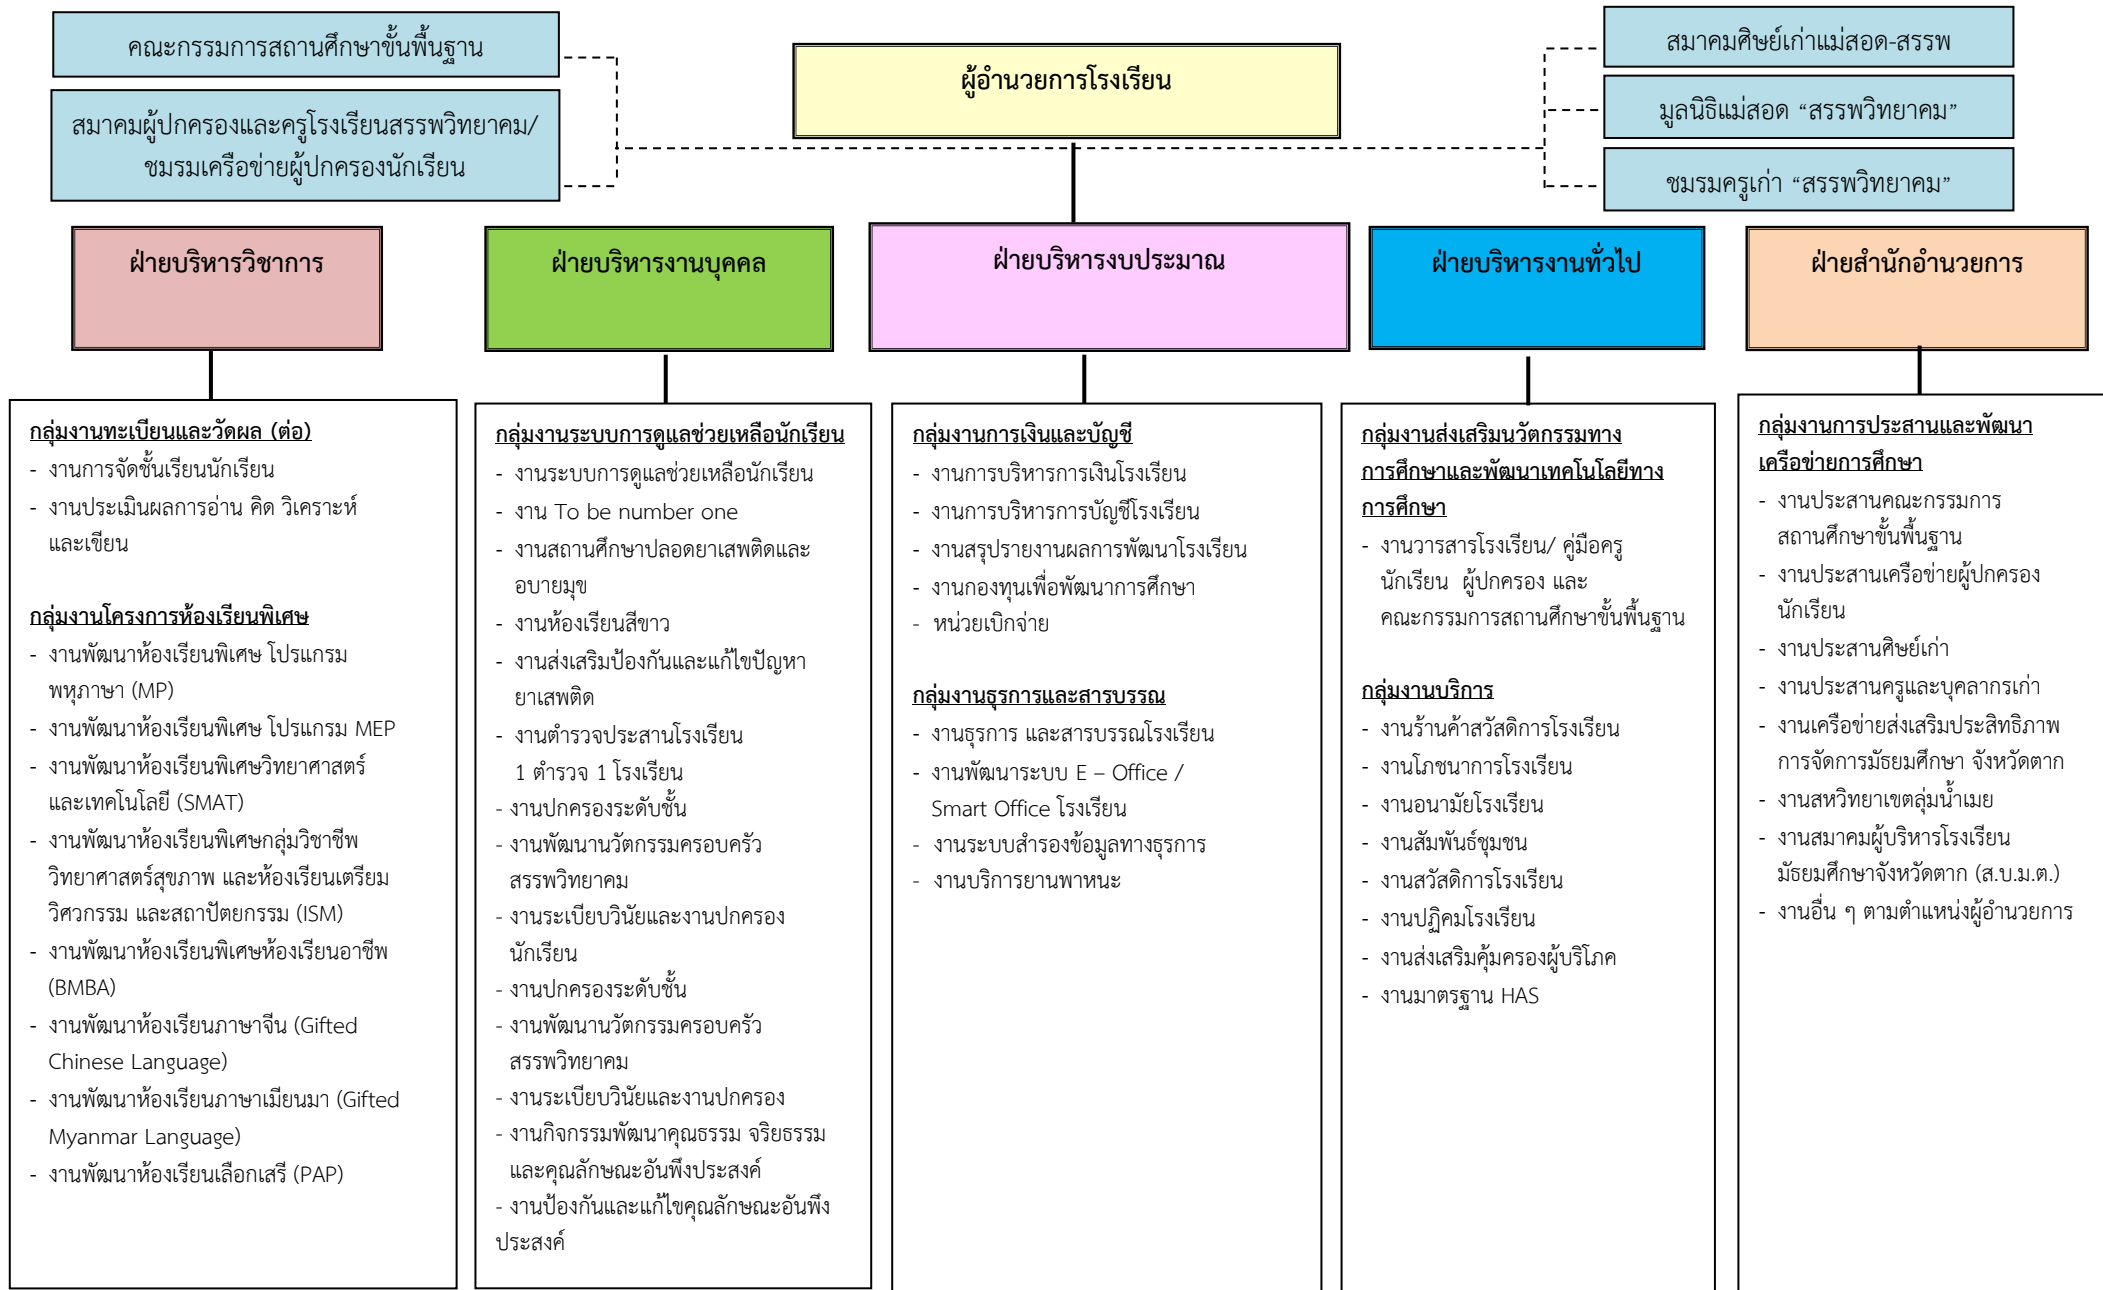 คณะกรรมการสถานศึกษาขั้นพื้นฐาน
สมาคมผู้ปกครองและครูโรงเรียนสรรพวิทยาคม/
ชมรมเครือข่ายผู้ปกครองนักเรียน
ผู้อำนวยการโรงเรียน
สมาคมศิษย์เก่าแม่สอด-สรรพ
มูลนิธิแม่สอด “สรรพวิทยาคม”
ชมรมครูเก่า “สรรพวิทยาคม”
ฝ่ายบริหารวิชาการ
ฝ่ายบริหารงานบุคคล
ฝ่ายบริหารงบประมาณ
ฝ่ายบริหารงานทั่วไป
ฝ่ายสำนักอำนวยการ
กลุ่มงานทะเบียนและวัดผล (ต่อ)
- งานการจัดชั้นเรียนนักเรียน
- งานประเมินผลการอ่าน คิด วิเคราะห์
และเขียน
กลุ่มงานโครงการห้องเรียนพิเศษ
- งานพัฒนาห้องเรียนพิเศษ โปรแกรม
พหุภาษา (MP)
- งานพัฒนาห้องเรียนพิเศษ โปรแกรม MEP
- งานพัฒนาห้องเรียนพิเศษวิทยาศาสตร์
และเทคโนโลยี (SMAT)
- งานพัฒนาห้องเรียนพิเศษกลุ่มวิชาชีพ
วิทยาศาสตร์สุขภาพ และห้องเรียนเตรียม
วิศวกรรม และสถาปัตยกรรม (ISM)
- งานพัฒนาห้องเรียนพิเศษห้องเรียนอาชีพ
(BMBA)
- งานพัฒนาห้องเรียนภาษาจีน (Gifted
Chinese Language)
- งานพัฒนาห้องเรียนภาษาเมียนมา (Gifted
Myanmar Language)
- งานพัฒนาห้องเรียนเลือกเสรี (PAP)
กลุ่มงานระบบการดูแลช่วยเหลือนักเรียน
- งานระบบการดูแลช่วยเหลือนักเรียน
- งาน To be number one
- งานสถานศึกษาปลอดยาเสพติดและ
อบายมุข
- งานห้องเรียนสีขาว
- งานส่งเสริมป้องกันและแก้ไขปัญหา
ยาเสพติด
- งานตำรวจประสานโรงเรียน
1 ตำรวจ 1 โรงเรียน
- งานปกครองระดับชั้น
- งานพัฒนานวัตกรรมครอบครัว
สรรพวิทยาคม
- งานระเบียบวินัยและงานปกครอง
นักเรียน
- งานปกครองระดับชั้น
- งานพัฒนานวัตกรรมครอบครัว
สรรพวิทยาคม
- งานระเบียบวินัยและงานปกครอง
- งานกิจกรรมพัฒนาคุณธรรม จริยธรรม
และคุณลักษณะอันพึงประสงค์
- งานป้องกันและแก้ไขคุณลักษณะอันพึง
ประสงค์
กลุ่มงานการเงินและบัญชี
- งานการบริหารการเงินโรงเรียน
- งานการบริหารการบัญชีโรงเรียน
- งานสรุปรายงานผลการพัฒนาโรงเรียน
- งานกองทุนเพื่อพัฒนาการศึกษา
- หน่วยเบิกจ่าย
กลุ่มงานธุรการและสารบรรณ
- งานธุรการ และสารบรรณโรงเรียน
- งานพัฒนาระบบ E – Office /
Smart Office โรงเรียน
- งานระบบสำรองข้อมูลทางธุรการ
- งานบริการยานพาหนะ
กลุ่มงานส่งเสริมนวัตกรรมทาง
การศึกษาและพัฒนาเทคโนโลยีทาง
การศึกษา
- งานวารสารโรงเรียน/ คู่มือครู
นักเรียน ผู้ปกครอง และ
คณะกรรมการสถานศึกษาขั้นพื้นฐาน
กลุ่มงานบริการ
- งานร้านค้าสวัสดิการโรงเรียน
- งานโภชนาการโรงเรียน
- งานอนามัยโรงเรียน
- งานสัมพันธ์ชุมชน
- งานสวัสดิการโรงเรียน
- งานปฏิคมโรงเรียน
- งานส่งเสริมคุ้มครองผู้บริโภค
- งานมาตรฐาน HAS
กลุ่มงานการประสานและพัฒนา
เครือข่ายการศึกษา
- งานประสานคณะกรรมการ
สถานศึกษาขั้นพื้นฐาน
- งานประสานเครือข่ายผู้ปกครอง
นักเรียน
- งานประสานศิษย์เก่า
- งานประสานครูและบุคลากรเก่า
- งานเครือข่ายส่งเสริมประสิทธิภาพ
การจัดการมัธยมศึกษา จังหวัดตาก
- งานสหวิทยาเขตลุ่มน้ำเมย
- งานสมาคมผู้บริหารโรงเรียน
มัธยมศึกษาจังหวัดตาก (ส.บ.ม.ต.)
- งานอื่น ๆ ตามตำแหน่งผู้อำนวยการ